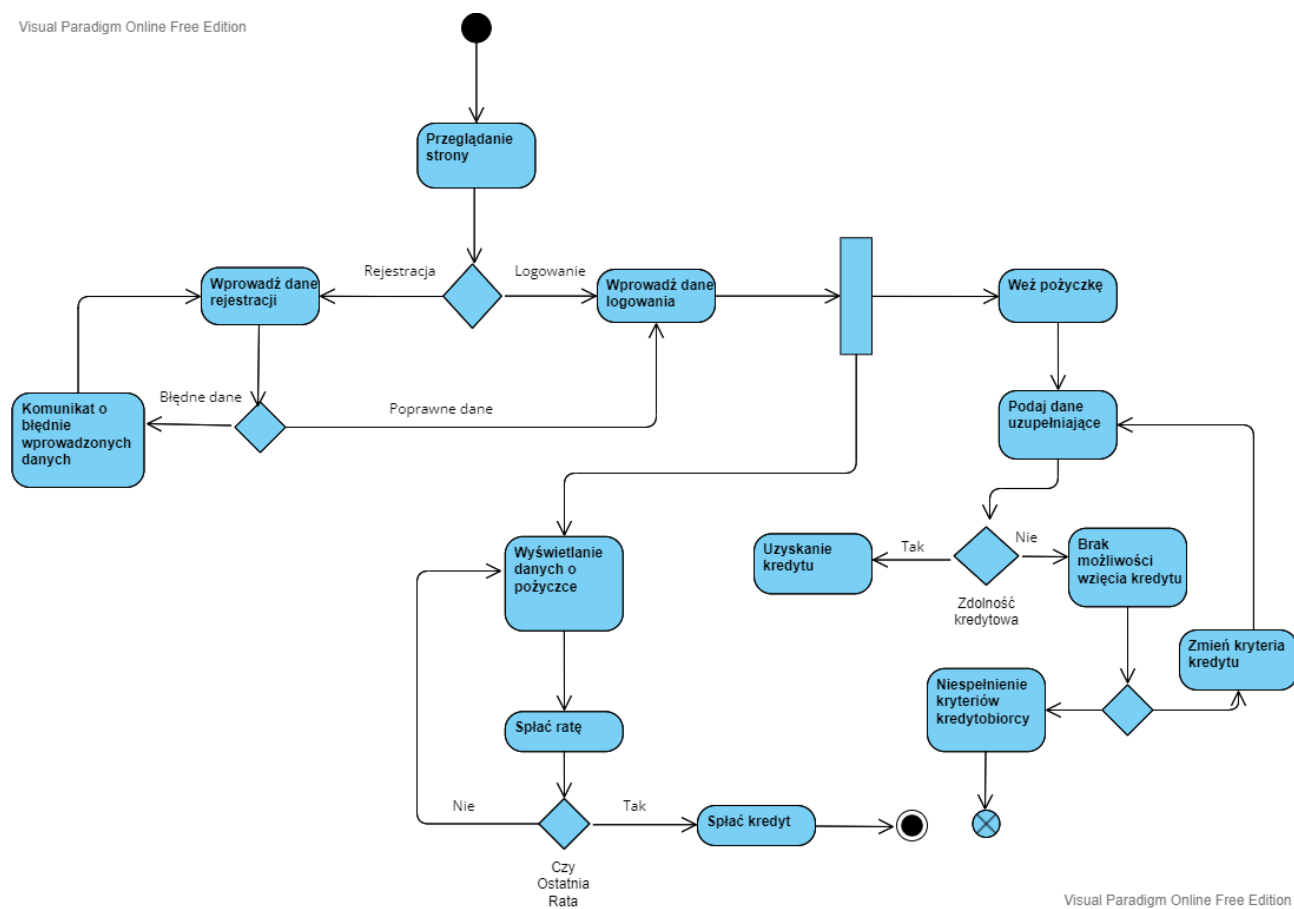 Visual Paradigm Online Free Edition
Przeglądanie
strony
Rejestracja
Logowanie
Wprowadź dane
rejestracji
Wprowadź dane
logowania
Weź pożyczkę
Błędne dane
Poprawne dane
Komunikat o
błędnie
wprowadzonych
danych
Podaj dane
uzupełniające
Wyświetlanie
danych o
pożyczce
Uzyskanie
kredytu
Tak
Nie
Brak
możliwości
wzięcia kredytu
Zdolność
kredytowa
Zmień kryteria
kredytu
Niespełnienie
kryteriów
kredytobiorcy
Spłać ratę
Nie
Tak
Spłać kredyt
Czy
Ostatnia
Rata
Visual Paradigm Online Free Edition